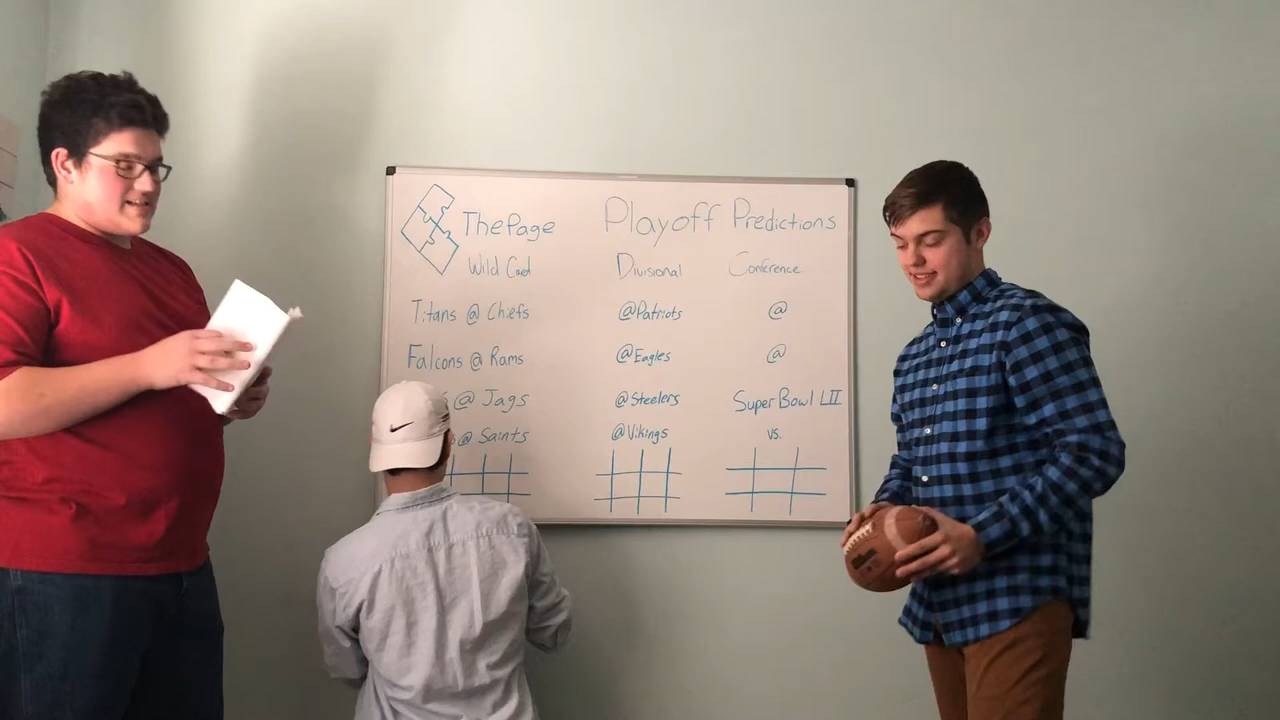 ThePage Playoff Predictions
Wild Card Divisional Conference
Titans @ Chiefs @Patriots @
Falcons @ Rams @Eagles @
@ Jags @Steelers Super Bowl LII
@ Saints @Vikings vs.